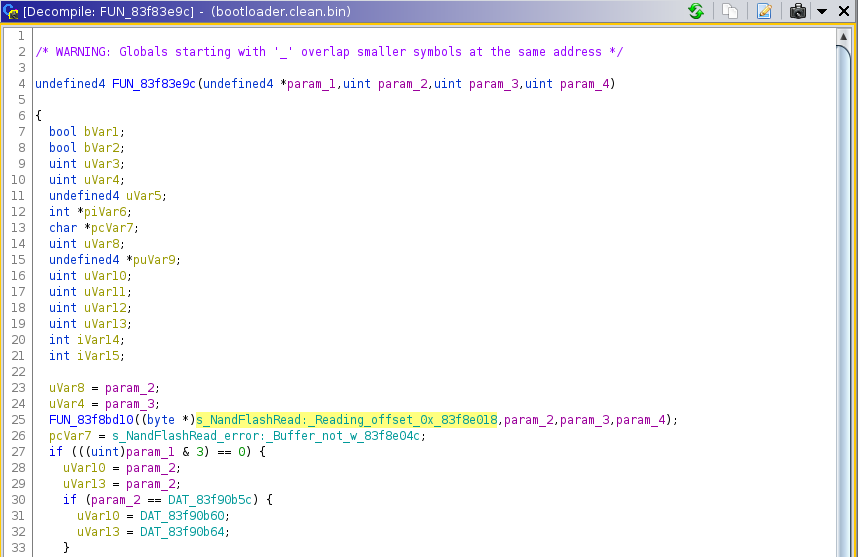 [Decompile: FUN_83f83e9c] - (bootloader.clean.bin)
1
2 /* WARNING: Globals starting with '_' overlap smaller symbols at the same address */
3
4 undefined4 FUN_83f83e9c(undefined4 *param_1,uint param_2,uint param_3,uint param_4)
5
6 {
7 bool bVar1;
8 bool bVar2;
9 uint uVar3;
10 uint uVar4;
11 undefined4 uVar5;
12 int *piVar6;
13 char *pcVar7;
14 uint uVar8;
15 undefined4 *puVar9;
16 uint uVar10;
17 uint uVar11;
18 uint uVar12;
19 uint uVar13;
20 int iVar14;
21 int iVar15;
22
23 uVar8 = param_2;
24 uVar4 = param_3;
25 FUN_83f8bd10((byte *)s_NandFlashRead:_Reading_offset_0x_83f8e018,param_2,param_3,param_4);
26 pcVar7 = s_NandFlashRead_error:_Buffer_not_w_83f8e04c;
27 if (((uint)param_1 & 3) == 0) {
28 uVar10 = param_2;
29 uVar13 = param_2;
30 if (param_2 == DAT_83f90b5c) {
31 uVar10 = DAT_83f90b60;
32 uVar13 = DAT_83f90b64;
33 }